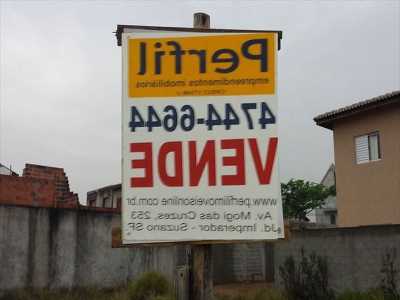 Perfil
empreendimentos imobiliários
CRECI
4744-6644
VENDE
www.perfilimoveisonline.com.br
Av. Mogi das Cruzes, 253
Jd. Imperador - Suzano SP.